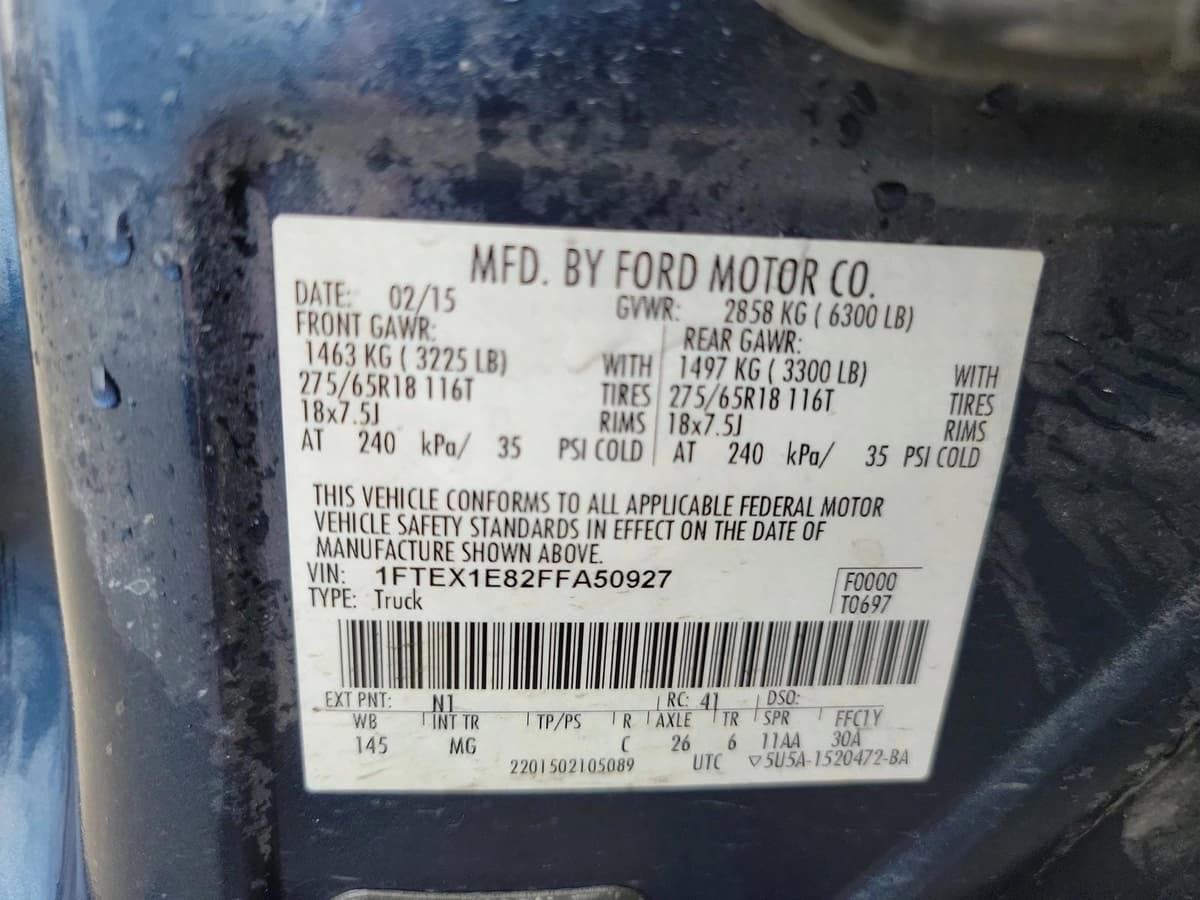 MFD. BY FORD MOTOR CO.
DATE: 02/15 GVWR: 2858 KG ( 6300 LB)
FRONT GAWR: REAR GAWR:
1463 KG ( 3225 LB) WITH 1497 KG ( 3300 LB) WITH
275/65R18 116T TIRES 275/65R18 116T TIRES
18x7.5J RIMS 18x7.5J RIMS
AT 240 kPa/ 35 PSI COLD AT 240 kPa/ 35 PSI COLD
THIS VEHICLE CONFORMS TO ALL APPLICABLE FEDERAL MOTOR
VEHICLE SAFETY STANDARDS IN EFFECT ON THE DATE OF
MANUFACTURE SHOWN ABOVE.
VIN: 1FTEX1E82FFA50927 F0000
TYPE: Truck T0697
EXT PNT: N1 RC: 41 DSO:
WB INT TR TP/PS R AXLE TR SPR FFC1Y
145 MG C 26 6 11AA 30A
2201502105089 UTC ▽5U5A-1520472-BA